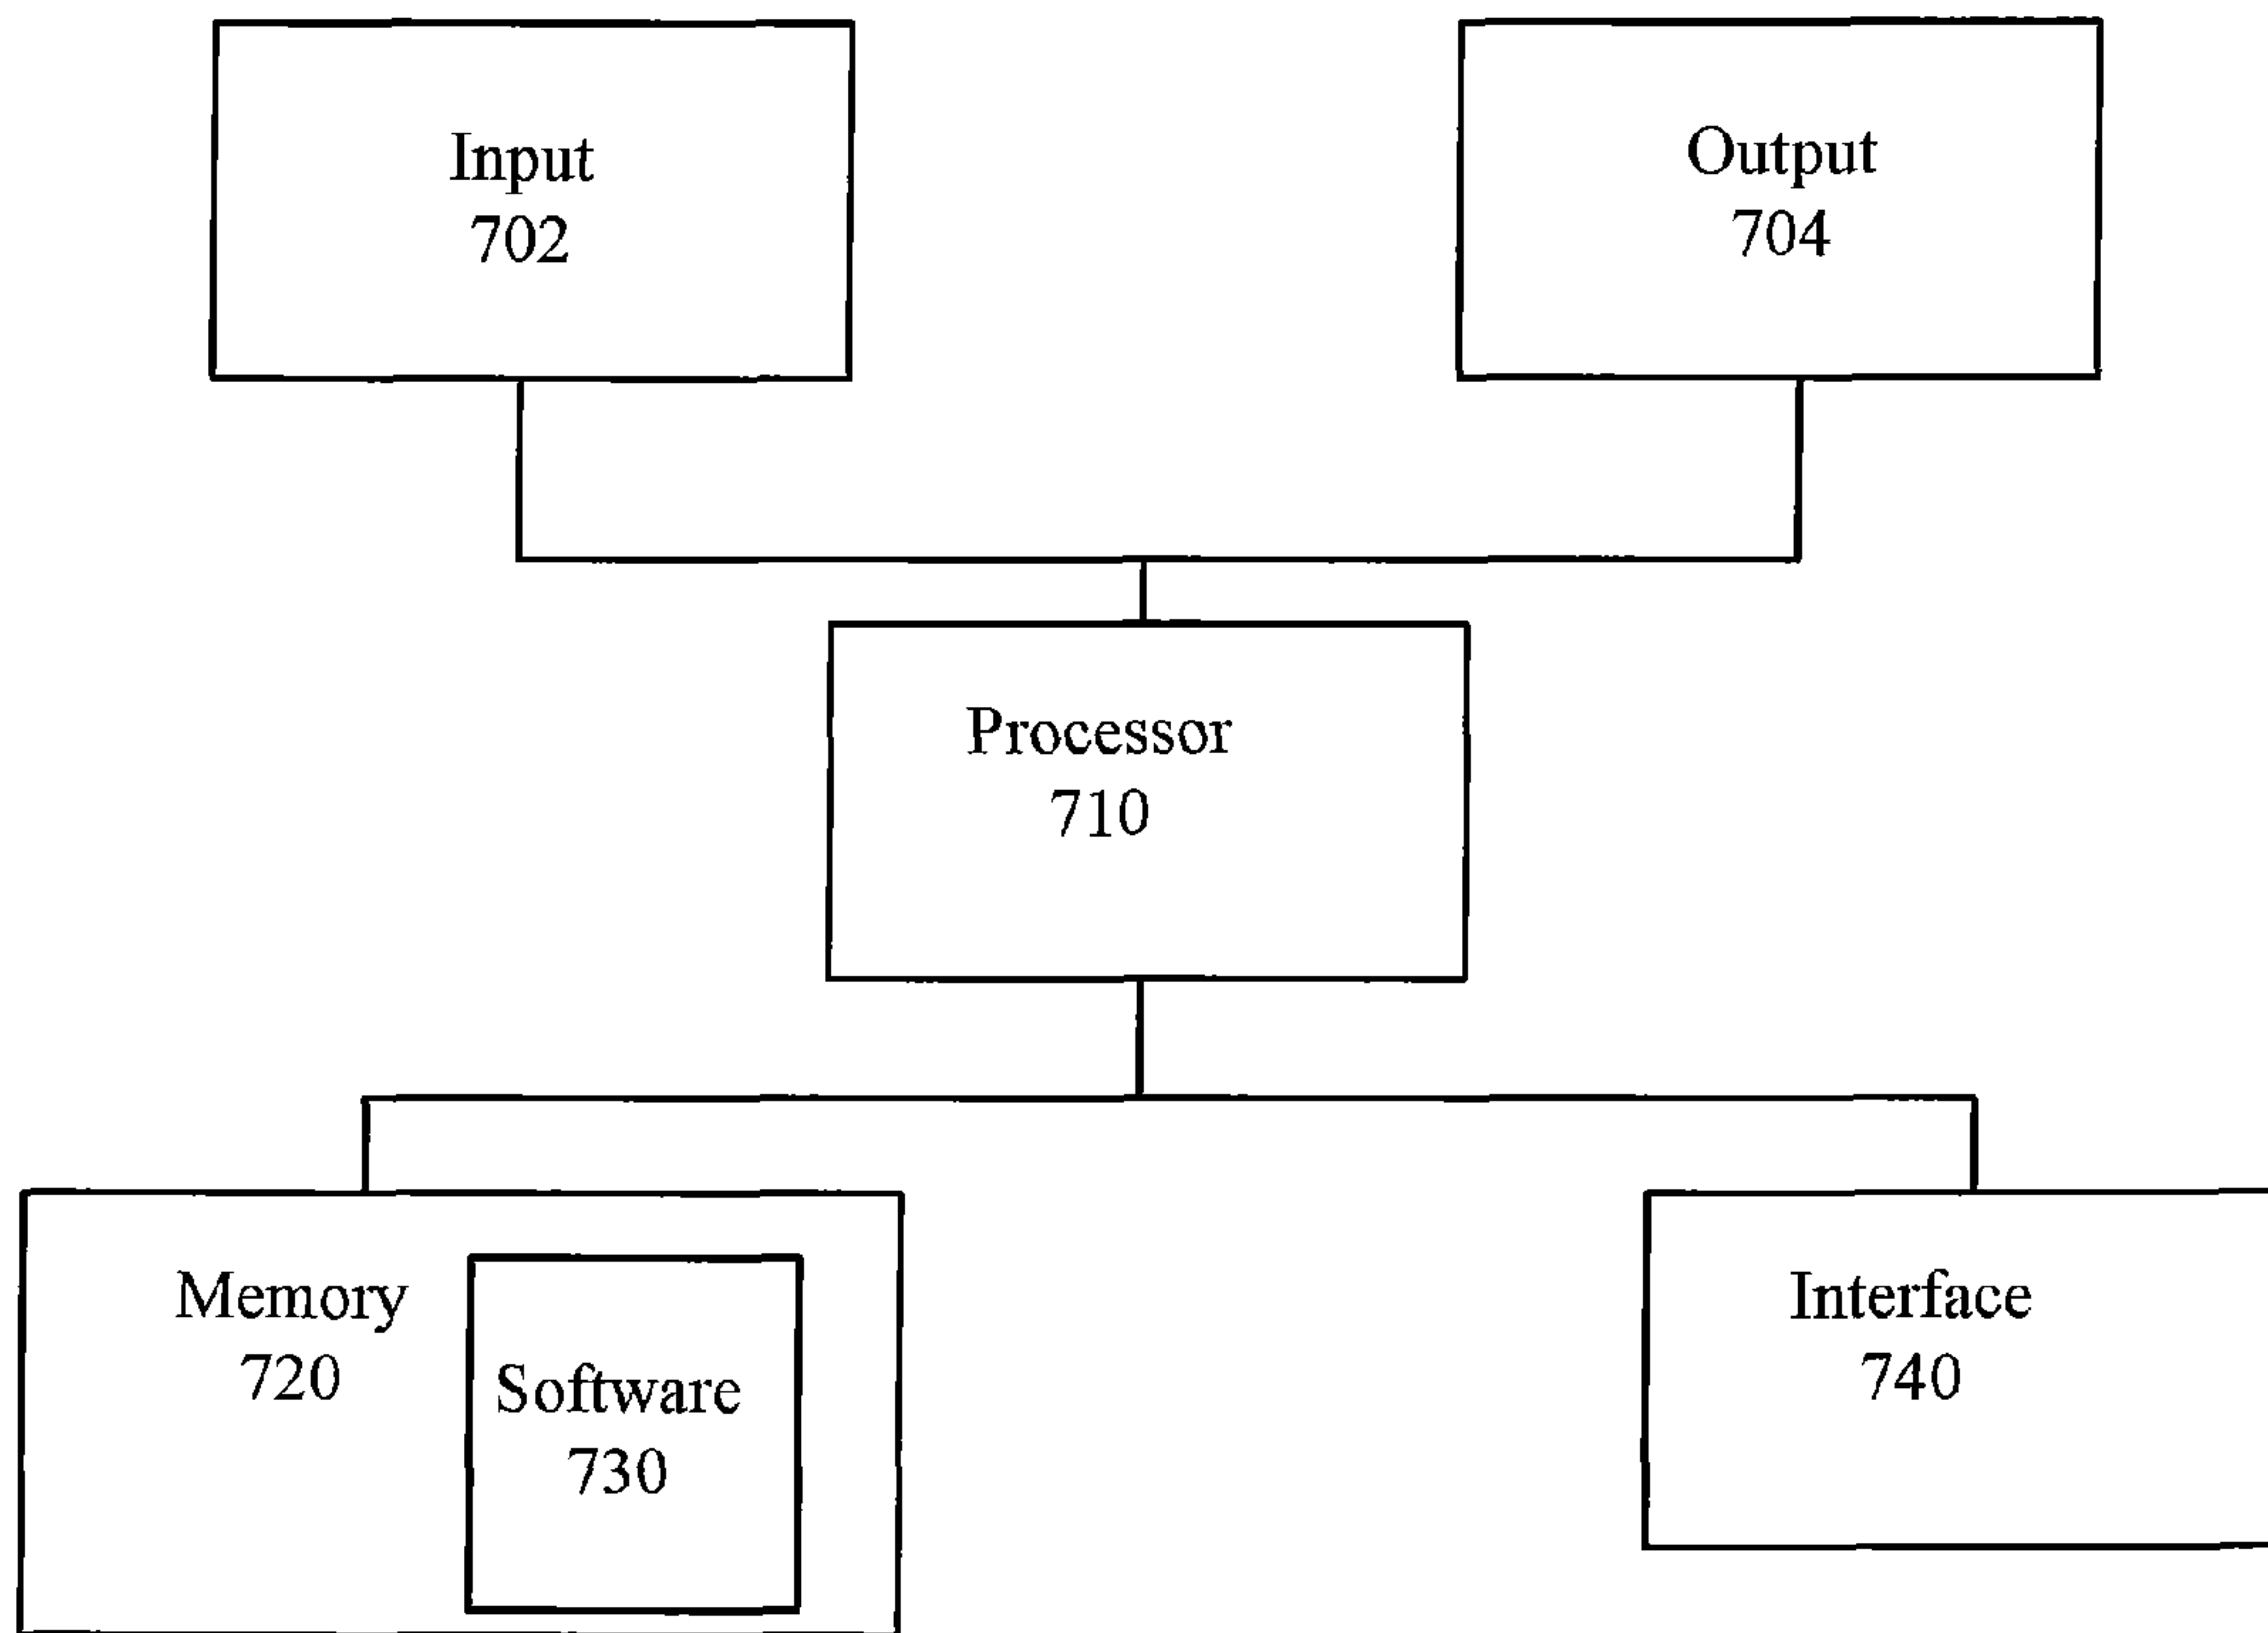 Input
702
Output
704
Processor
710
Memory
720
Software
730
Interface
740